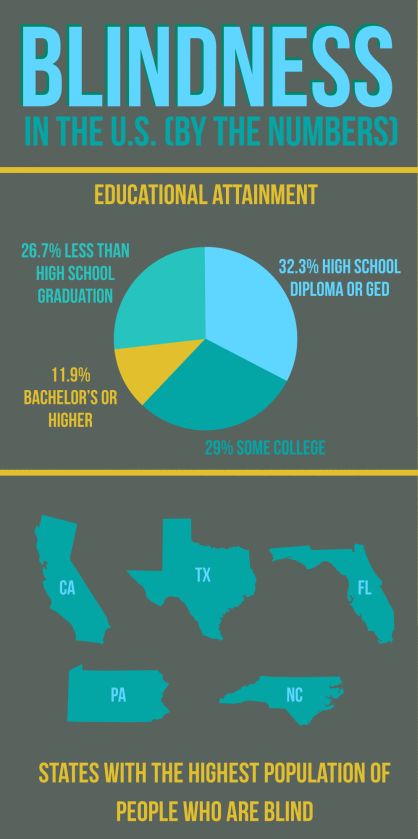 BLINDNESS
IN THE U.S. (BY THE NUMBERS)
EDUCATIONAL ATTAINMENT
26.7% LESS THAN
HIGH SCHOOL
GRADUATION
32.3% HIGH SCHOOL
DIPLOMA OR GED
11.9%
BACHELOR'S OR
HIGHER
29% SOME COLLEGE
CA
TX
FL
PA
NC
STATES WITH THE HIGHEST POPULATION OF
PEOPLE WHO ARE BLIND